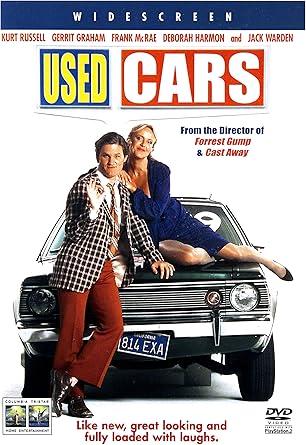 WIDESCREEN
KURT RUSSELL GERRIT GRAHAM FRANK McRAE DEBORAH HARMON and JACK WARDEN
USED CARS
From the Director of
Forrest Gump
& Cast Away
CALIFORNIA
814 EXA
Like new, great looking and
fully loaded with laughs.
COLUMBIA TRISTAR
HOME ENTERTAINMENT
DVD
VIDEO
PlayStation.2